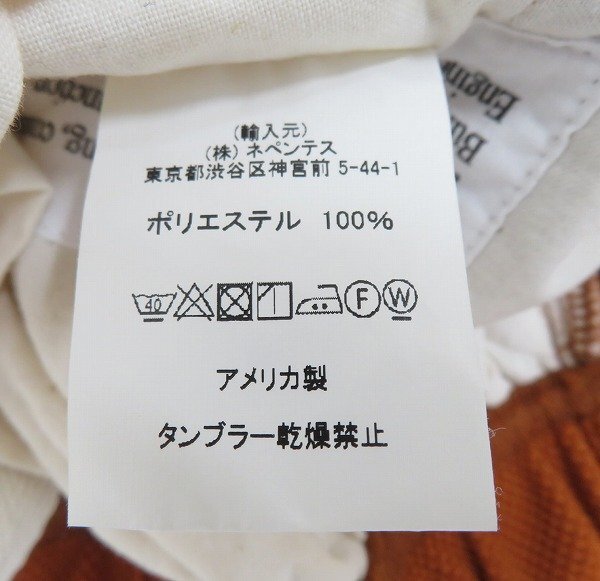 (輸入元)
(株) ネペンテス
東京都渋谷区神宮前 5-44-1
ポリエステル 100%
40 F W
アメリカ製
タンブラー乾燥禁止